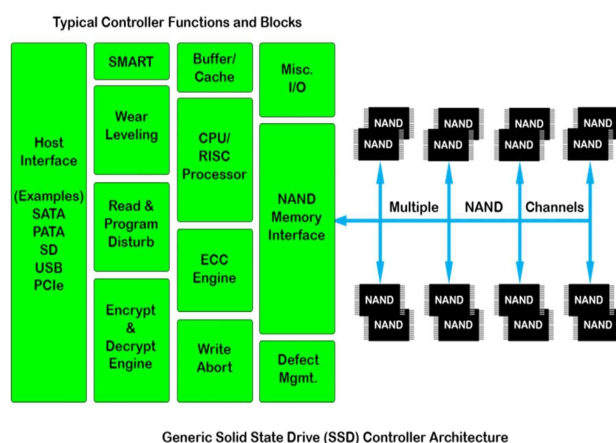 Typical Controller Functions and Blocks
Host
Interface
(Examples)
SATA
PATA
SD
USB
PCIe
SMART
Wear
Leveling
Read &
Program
Disturb
Encrypt
&
Decrypt
Engine
Buffer/
Cache
CPU/
RISC
Processor
ECC
Engine
Write
Abort
Misc.
I/O
NAND
Memory
Interface
Defect
Mgmt.
NAND NAND NAND NAND
NAND NAND NAND NAND
Multiple NAND Channels
NAND NAND NAND NAND
NAND NAND NAND NAND
Generic Solid State Drive (SSD) Controller Architecture